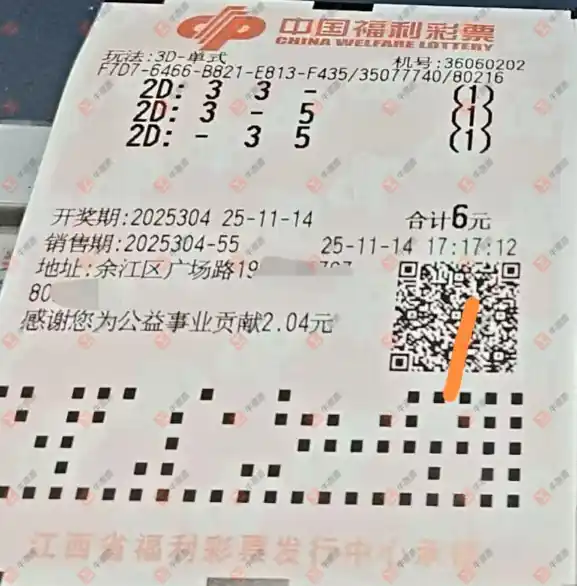 中国福利彩票
CHINA WELFARE LOTTERY
玩法:3D-单式
机号:36060202
F7D7-6466-B821-E813-F435/35077740/80216
2D: 3 3 - (1)
2D: 3 - 5 (1)
2D: - 3 5 (1)
开奖期:2025304 25-11-14
合计6元
销售期:2025304-55
25-11-14 17:17:12
地址:余江区广场路19
80
感谢您为公益事业贡献2.04元
江西省福利彩票发行中心承销